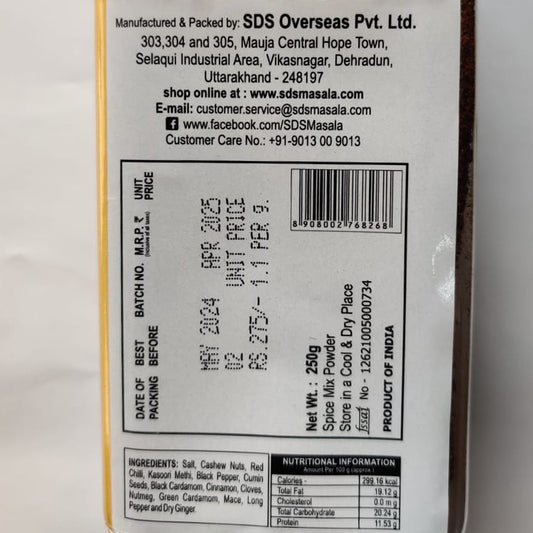 Manufactured & Packed by: SDS Overseas Pvt. Ltd.
303,304 and 305, Mauja Central Hope Town,
Selaqui Industrial Area, Vikasnagar, Dehradun,
Uttarakhand - 248197
shop online at : www.sdsmasala.com
E-mail: customer.service@sdsmasala.com
www.facebook.com/SDSMasala
Customer Care No.: +91-9013 00 9013
DATE OF PACKING
BEST BEFORE
BATCH NO.
M.R.P. ₹
(Inclusive of all taxes)
UNIT PRICE
MAY 2024 APR 2025
02 UNIT PRICE
RS.275/- 1.1 PER g.
8 908002 768268
Net Wt. : 250g
Spice Mix Powder
Store in a Cool & Dry Place
fssai No - 12621005000734
PRODUCT OF INDIA
INGREDIENTS: Salt, Cashew Nuts, Red
Chilli, Kasoori Methi, Black Pepper, Cumin
Seeds, Black Cardamom, Cinnamon, Cloves,
Nutmeg, Green Cardamom, Mace, Long
Pepper and Dry Ginger.
NUTRITIONAL INFORMATION
Amount Per 100 g (approx.)
Calories - 299.16 kcal
Total Fat 19.12 g
Cholesterol 0.0 m g
Total Carbohydrate 20.24 g
Protein 11.53 g